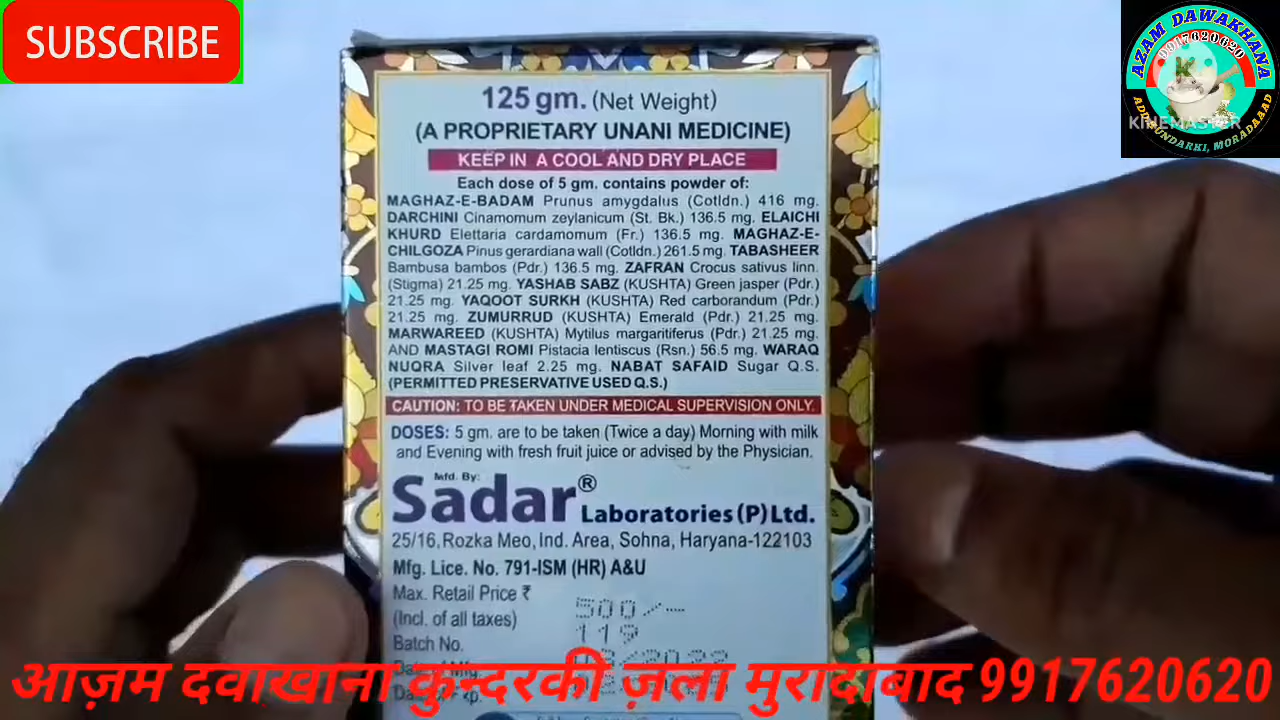 SUBSCRIBE
AZAM DAWAKHANA
9917620620
KINEMASTER
125 gm. (Net Weight)
(A PROPRIETARY UNANI MEDICINE)
KEEP IN A COOL AND DRY PLACE
Each dose of 5 gm. contains powder of:
MAGHAZ-E-BADAM Prunus amygdalus (Cotldn.) 416 mg.
DARCHINI Cinamomum zeylanicum (St. Bk.) 136.5 mg. ELAICHI
KHURD Elettaria cardamomum (Fr.) 136.5 mg. MAGHAZ-E-
CHILGOZA Pinus gerardiana wall (Cotldn.) 261.5 mg. TABASHEER
Bambusa bambos (Pdr.) 136.5 mg. ZAFRAN Crocus sativus linn.
(Stigma) 21.25 mg. YASHAB SABZ (KUSHTA) Green jasper (Pdr.)
21.25 mg. YAQOOT SURKH (KUSHTA) Red carborandum (Pdr.)
21.25 mg. ZUMURRUD (KUSHTA) Emerald (Pdr.) 21.25 mg.
MARWAREED (KUSHTA) Mytilus margaritiferus (Pdr.) 21.25 mg.
AND MASTAGI ROMI Pistacia lentiscus (Rsn.) 56.5 mg. WARAQ
NUQRA Silver leaf 2.25 mg. NABAT SAFAID Sugar Q.S.
(PERMITTED PRESERVATIVE USED Q.S.)
CAUTION: TO BE TAKEN UNDER MEDICAL SUPERVISION ONLY.
DOSES: 5 gm. are to be taken (Twice a day) Morning with milk
and Evening with fresh fruit juice or advised by the Physician.
Mfd. By:
Sadar® Laboratories (P) Ltd.
25/16, Rozka Meo, Ind. Area, Sohna, Haryana-122103
Mfg. Lice. No. 791-ISM (HR) A&U
Max. Retail Price ₹ 500/-
(Incl. of all taxes)
Batch No. 119
आज़म दवाखाना कुन्दरकी ज़ला मुरादाबाद 9917620620